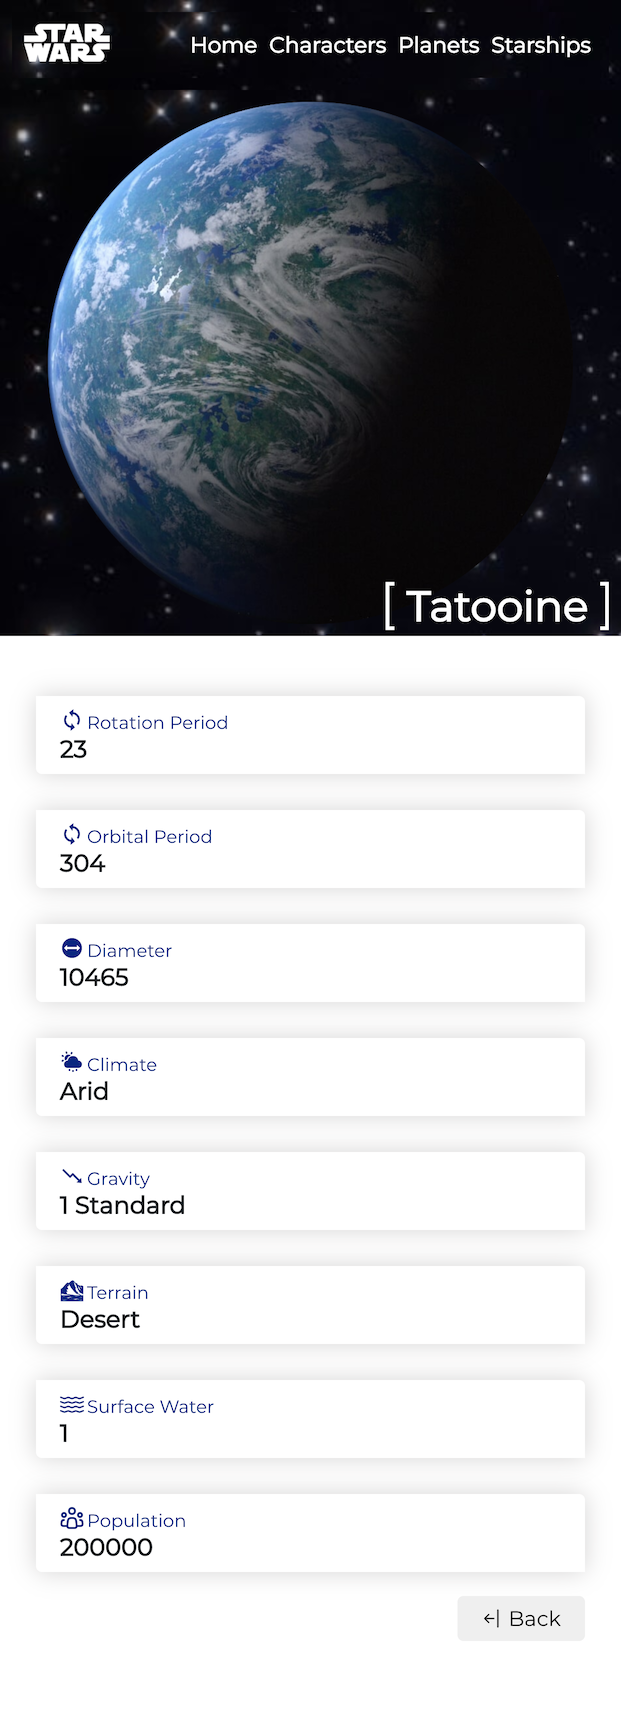 STAR
WARS
Home Characters Planets Starships
[ Tatooine ]
Rotation Period
23
Orbital Period
304
Diameter
10465
Climate
Arid
Gravity
1 Standard
Terrain
Desert
Surface Water
1
Population
200000
Back